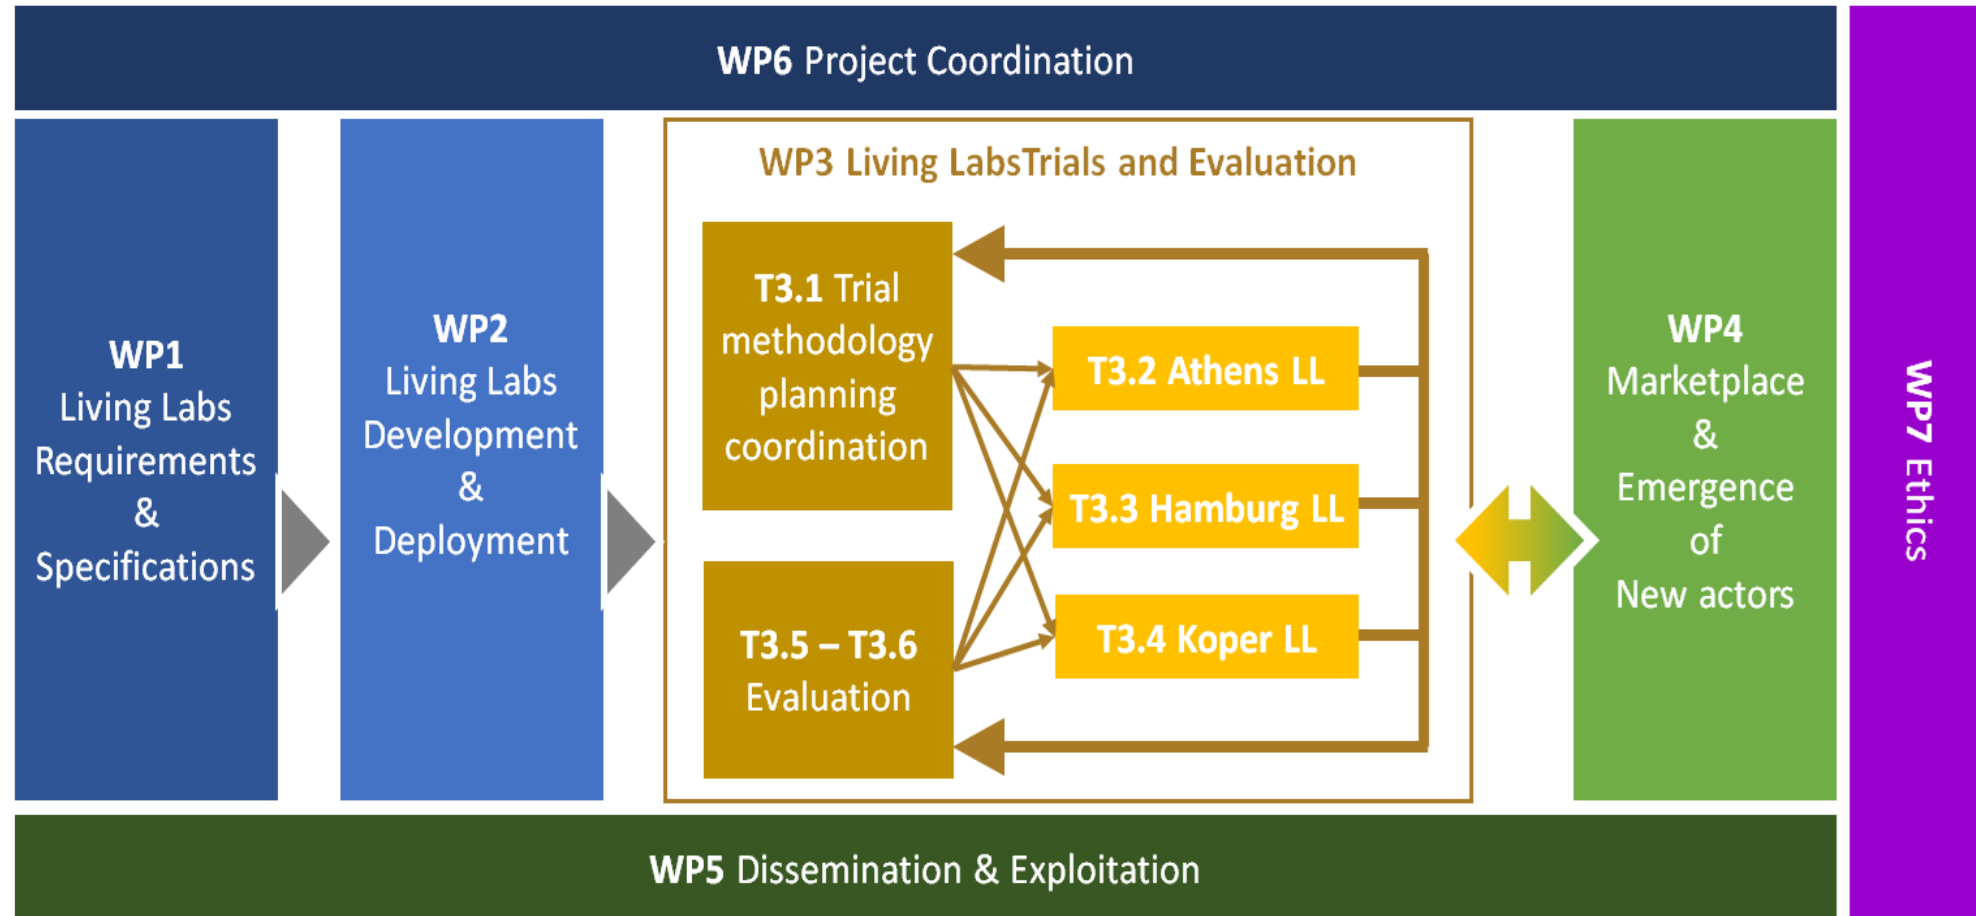 WP6 Project Coordination
WP1
Living Labs
Requirements
&
Specifications
WP2
Living Labs
Development
&
Deployment
WP3 Living LabsTrials and Evaluation
T3.1 Trial
methodology
planning
coordination
T3.5 – T3.6
Evaluation
T3.2 Athens LL
T3.3 Hamburg LL
T3.4 Koper LL
WP4
Marketplace
&
Emergence
of
New actors
WP7 Ethics
WP5 Dissemination & Exploitation